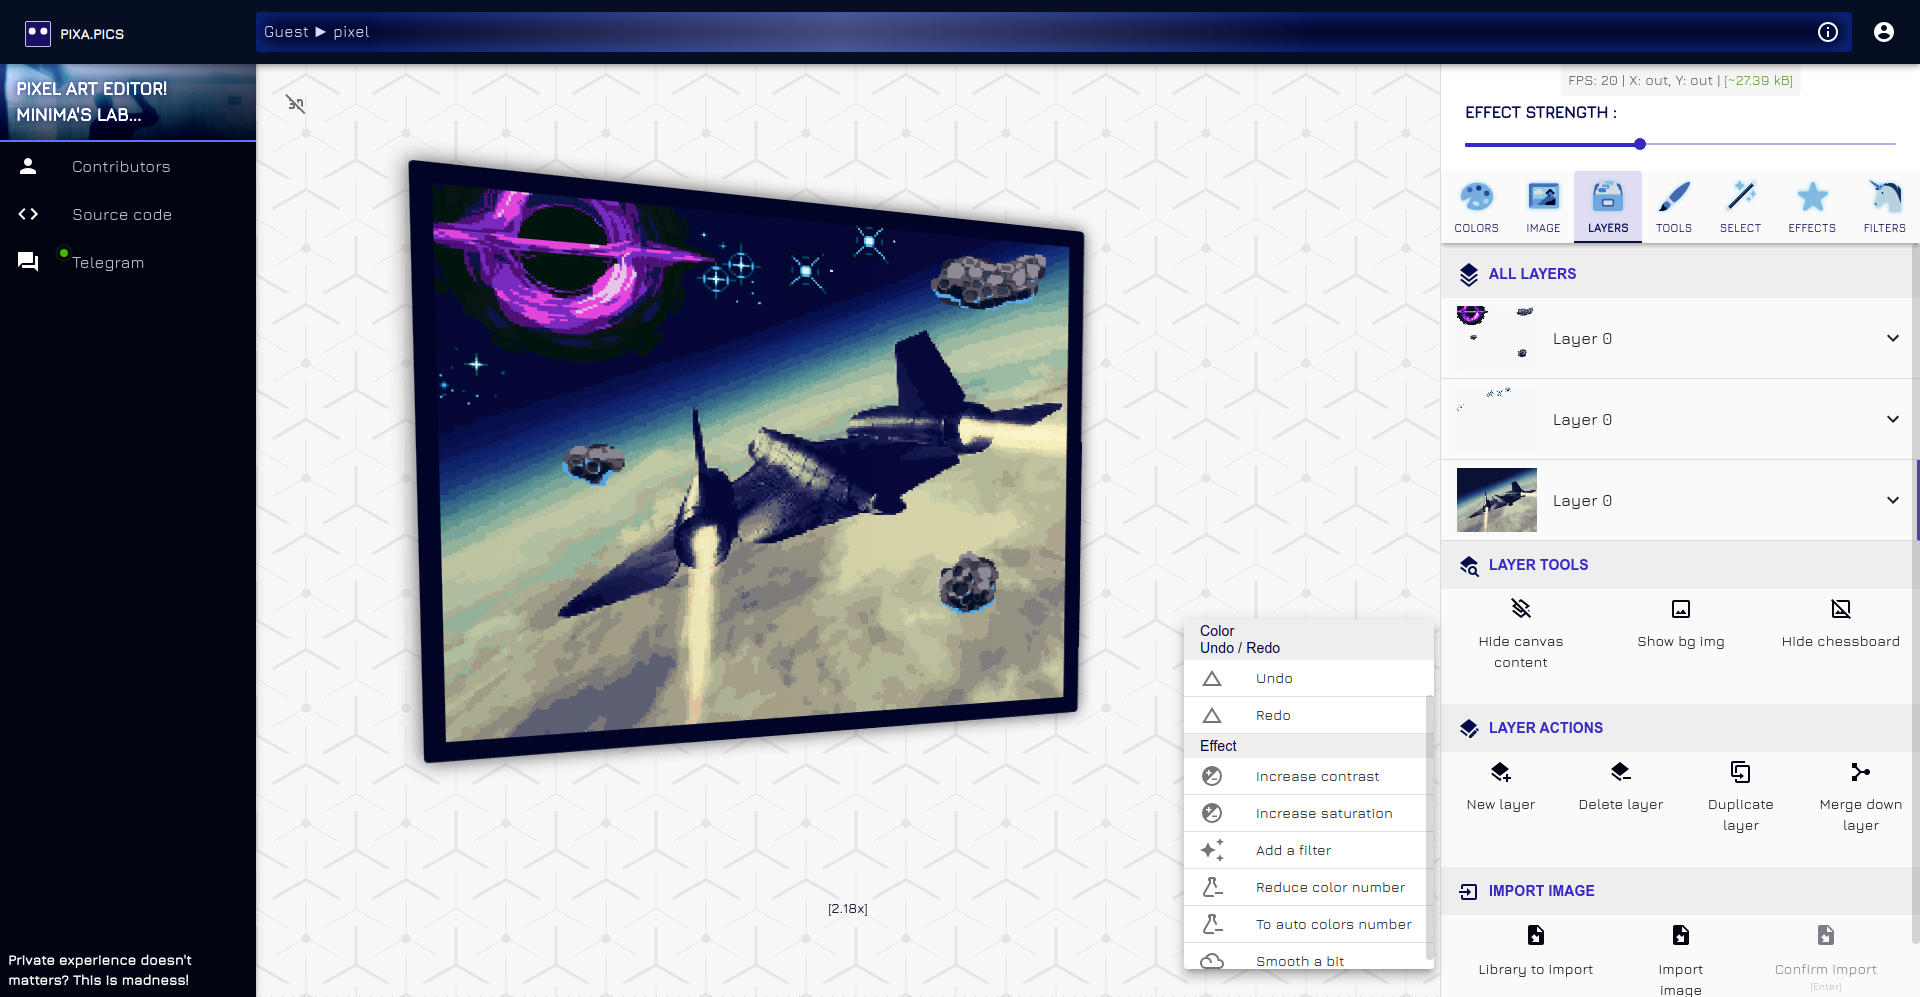 PIXA.PICS
Guest ► pixel
PIXEL ART EDITOR!
MINIMA'S LAB...
Contributors
Source code
Telegram
Private experience doesn't
matters? This is madness!
[2.18x]
Color
Undo / Redo
Undo
Redo
Effect
Increase contrast
Increase saturation
Add a filter
Reduce color number
To auto colors number
Smooth a bit
FPS: 20 | X: out, Y: out | [~27.39 kB]
EFFECT STRENGTH :
COLORS IMAGE LAYERS TOOLS SELECT EFFECTS FILTERS
ALL LAYERS
Layer 0
Layer 0
Layer 0
LAYER TOOLS
Hide canvas
content
Show bg img
Hide chessboard
LAYER ACTIONS
New layer
Delete layer
Duplicate
layer
Merge down
layer
IMPORT IMAGE
Library to import
Import
image
Confirm import
[Enter]